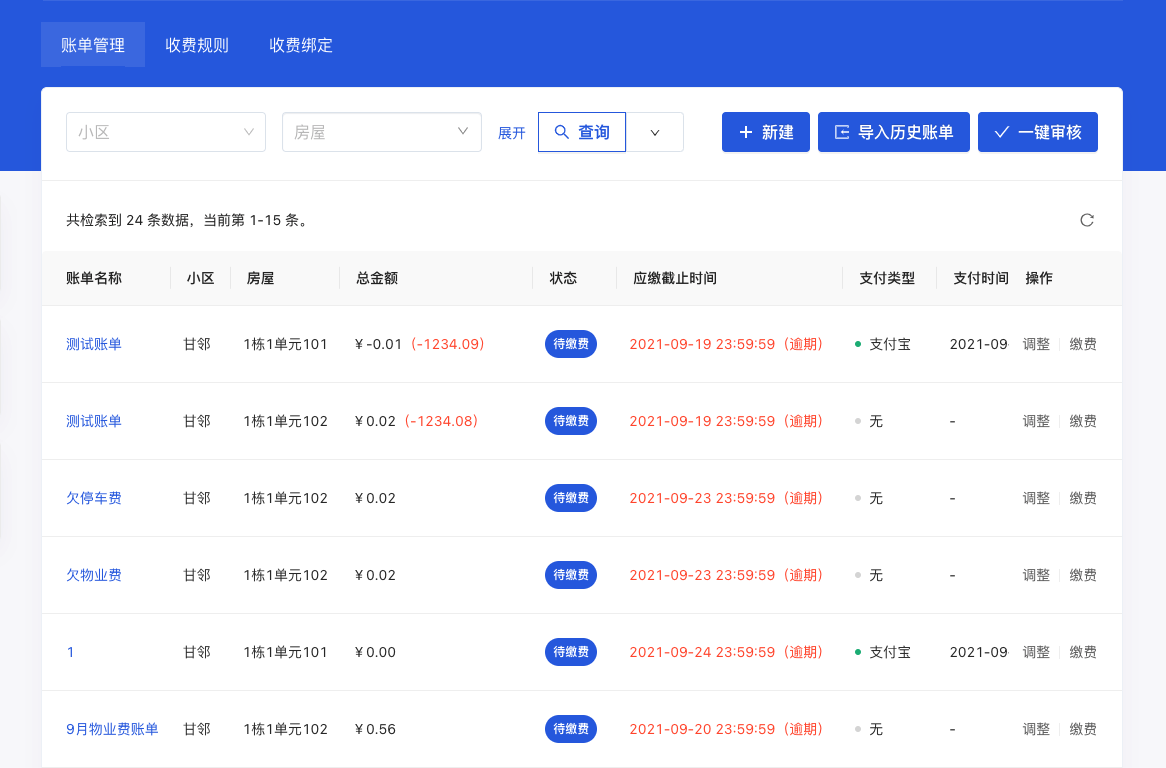 账单管理 收费规则 收费绑定
小区 房屋 展开 查询 新建 导入历史账单 一键审核
共检索到 24 条数据，当前第 1-15 条。
账单名称 小区 房屋 总金额 状态 应缴截止时间 支付类型 支付时间 操作
测试账单 甘邻 1栋1单元101 ¥-0.01（-1234.09） 待缴费 2021-09-19 23:59:59（逾期） 支付宝 2021-09 调整 缴费
测试账单 甘邻 1栋1单元102 ¥0.02（-1234.08） 待缴费 2021-09-19 23:59:59（逾期） 无 - 调整 缴费
欠停车费 甘邻 1栋1单元102 ¥0.02 待缴费 2021-09-23 23:59:59（逾期） 无 - 调整 缴费
欠物业费 甘邻 1栋1单元102 ¥0.02 待缴费 2021-09-23 23:59:59（逾期） 无 - 调整 缴费
1 甘邻 1栋1单元101 ¥0.00 待缴费 2021-09-24 23:59:59（逾期） 支付宝 2021-09 调整 缴费
9月物业费账单 甘邻 1栋1单元102 ¥0.56 待缴费 2021-09-20 23:59:59（逾期） 无 - 调整 缴费